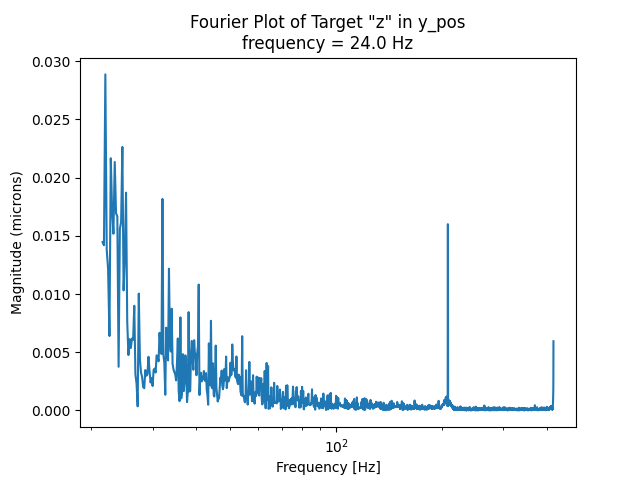 Fourier Plot of Target "z" in y_pos
frequency = 24.0 Hz
0.030
0.025
0.020
0.015
0.010
0.005
0.000
Magnitude (microns)
10²
Frequency [Hz]